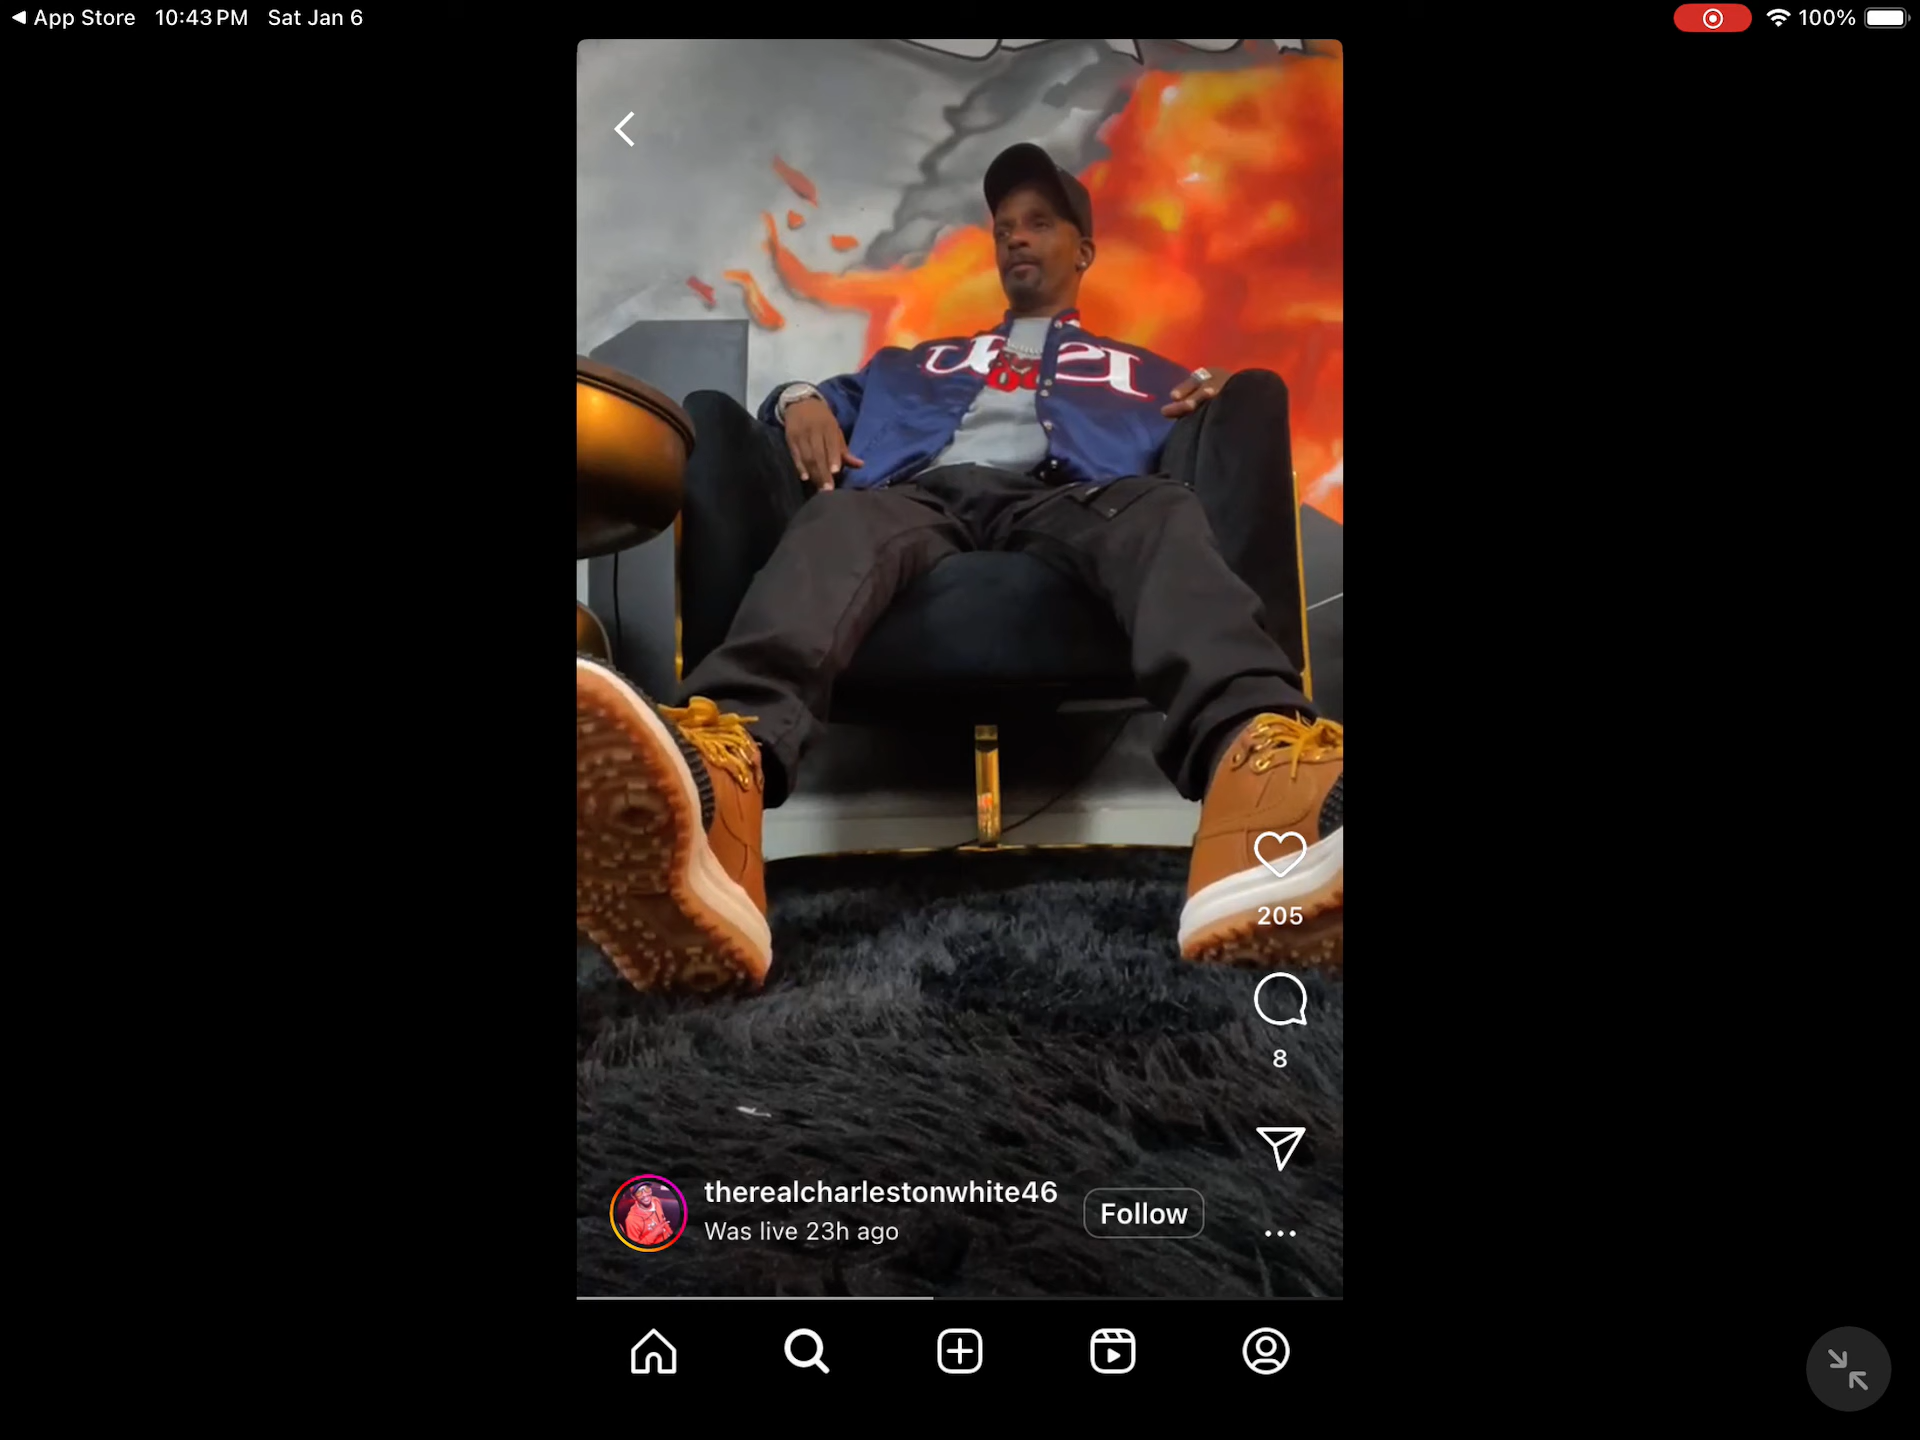 App Store 10:43 PM Sat Jan 6
100%
205
8
therealcharlestonwhite46
Was live 23h ago
Follow